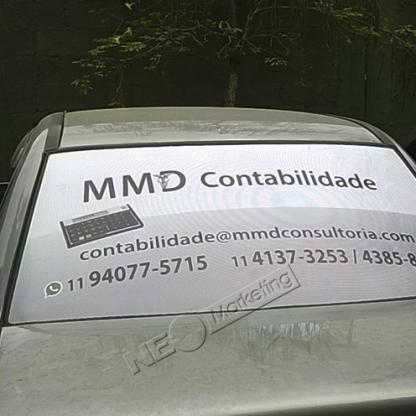 MMD Contabilidade
contabilidade@mmdconsultoria.com
11 94077-5715 11 4137-3253 / 4385-8
NEO Marketing